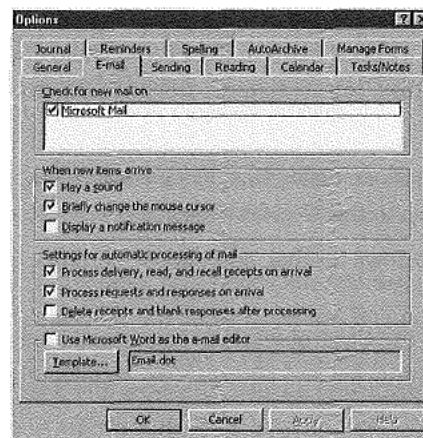 Options
Journal Reminders Spelling AutoArchive Manage Forms
General E-mail Sending Reading Calendar Tasks/Notes
Check for new mail on
Microsoft Mail
When new items arrive
Play a sound
Briefly change the mouse cursor
Display a notification message
Settings for automatic processing of mail
Process delivery, read, and recall receipts on arrival
Process requests and responses on arrival
Delete receipts and blank responses after processing
Use Microsoft Word as the e-mail editor
Template... Email.dot
OK Cancel Apply Help